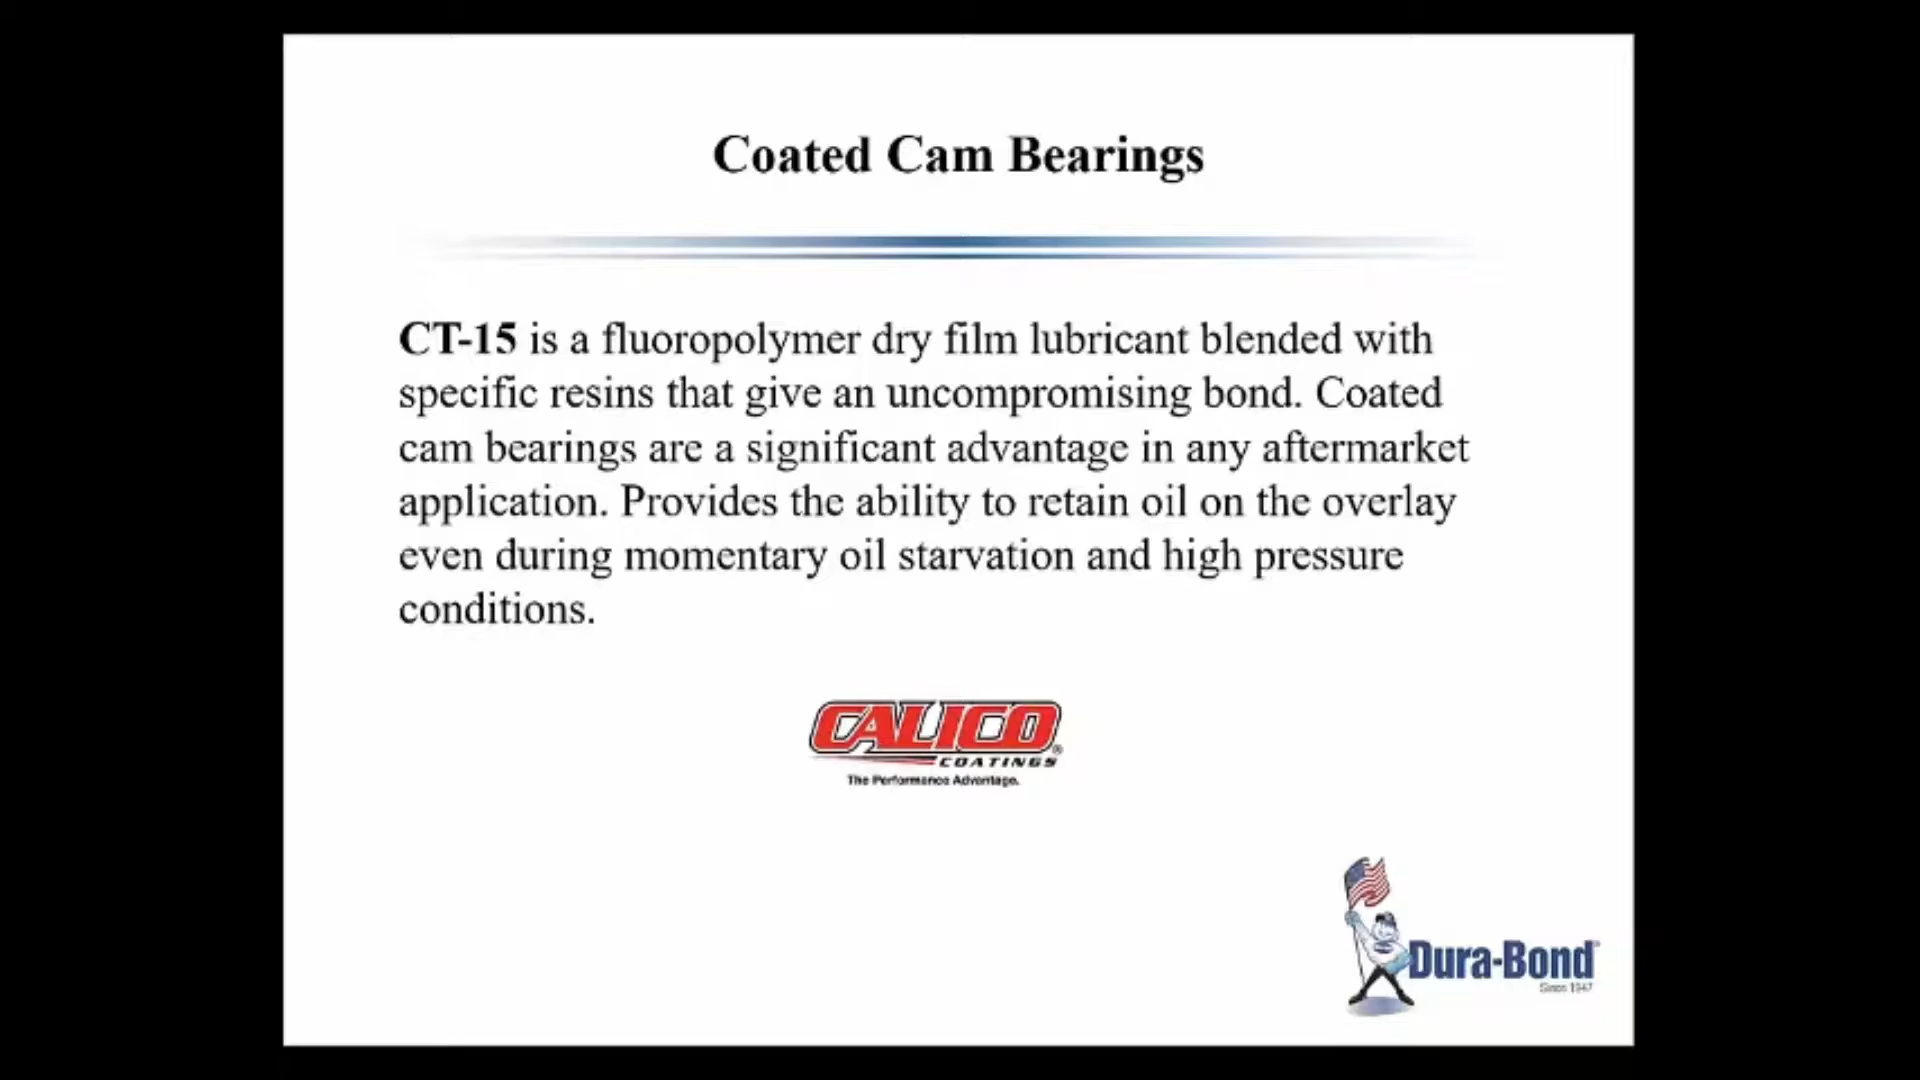 Coated Cam Bearings
CT-15 is a fluoropolymer dry film lubricant blended with
specific resins that give an uncompromising bond. Coated
cam bearings are a significant advantage in any aftermarket
application. Provides the ability to retain oil on the overlay
even during momentary oil starvation and high pressure
conditions.
CALICO®
COATINGS
The Performance Advantage.
Dura-Bond®
Since 1947